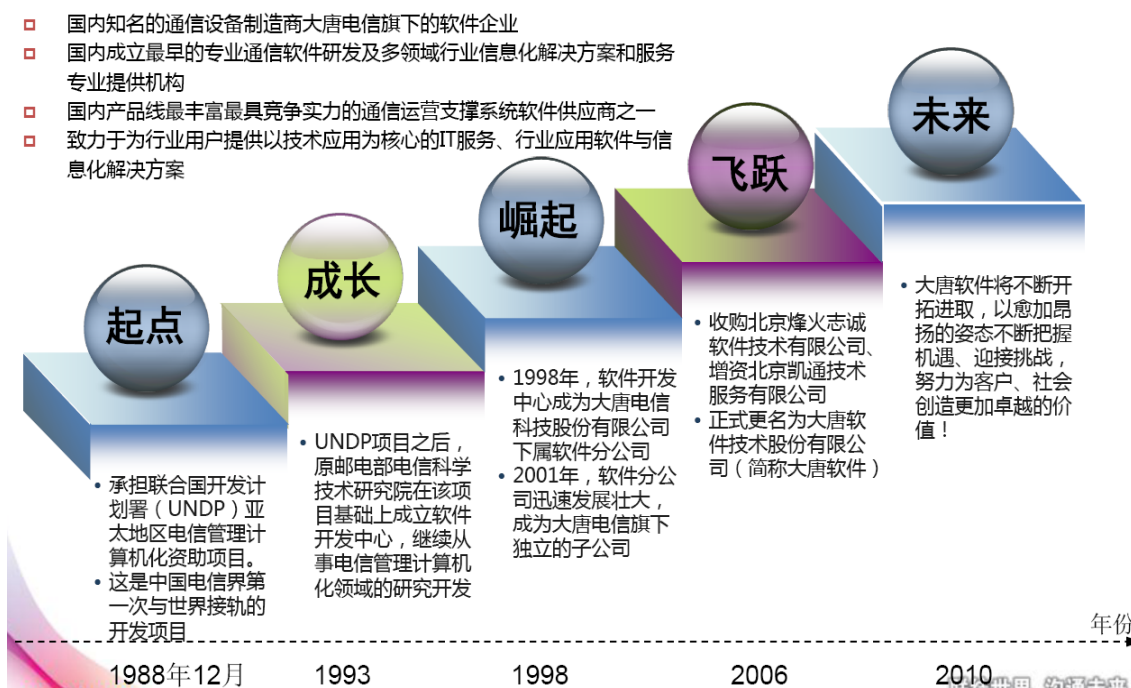 国内知名的通信设备制造商大唐电信旗下的软件企业
国内成立最早的专业通信软件研发及多领域行业信息化解决方案和服务
专业提供机构
国内产品线最丰富最具竞争实力的通信运营支撑系统软件供应商之一
致力于为行业用户提供以技术应用为核心的IT服务、行业应用软件与信
息化解决方案
起点
• 承担联合国开发计
划署（UNDP）亚
太地区电信管理计
算机化资助项目。
• 这是中国电信界第
一次与世界接轨的
开发项目
成长
• UNDP项目之后，
原邮电部电信科学
技术研究院在该项
目基础上成立软件
开发中心，继续从
事电信管理计算机
化领域的研究开发
崛起
• 1998年，软件开发
中心成为大唐电信
科技股份有限公司
下属软件分公司
• 2001年，软件分公
司迅速发展壮大，
成为大唐电信旗下
独立的子公司
飞跃
• 收购北京烽火志诚
软件技术有限公司、
增资北京凯通技术
服务有限公司
• 正式更名为大唐软
件技术股份有限公
司（简称大唐软件）
未来
• 大唐软件将不断开
拓进取，以愈加昂
扬的姿态不断把握
机遇、迎接挑战，
努力为客户、社会
创造更加卓越的价
值！
年份
1988年12月
1993
1998
2006
2010
沟通未来